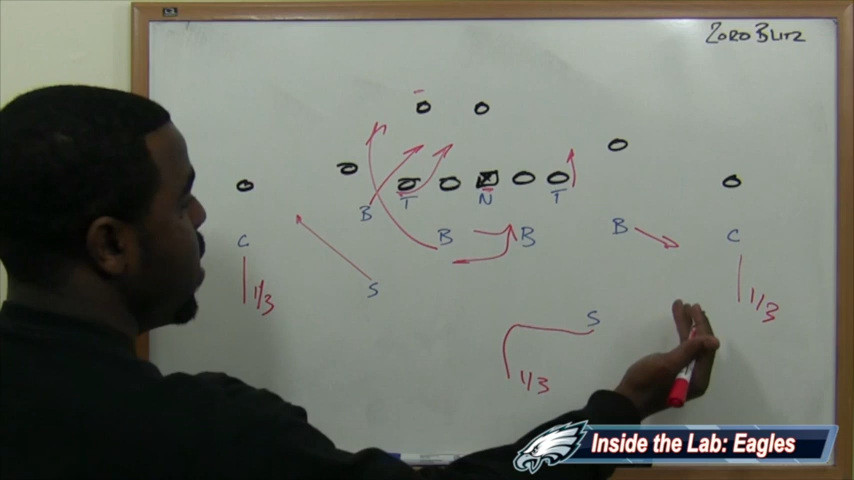 ZORO BLITZ
T N T
B
C B B B C
S
1/3 1/3
S
1/3
Inside the Lab: Eagles